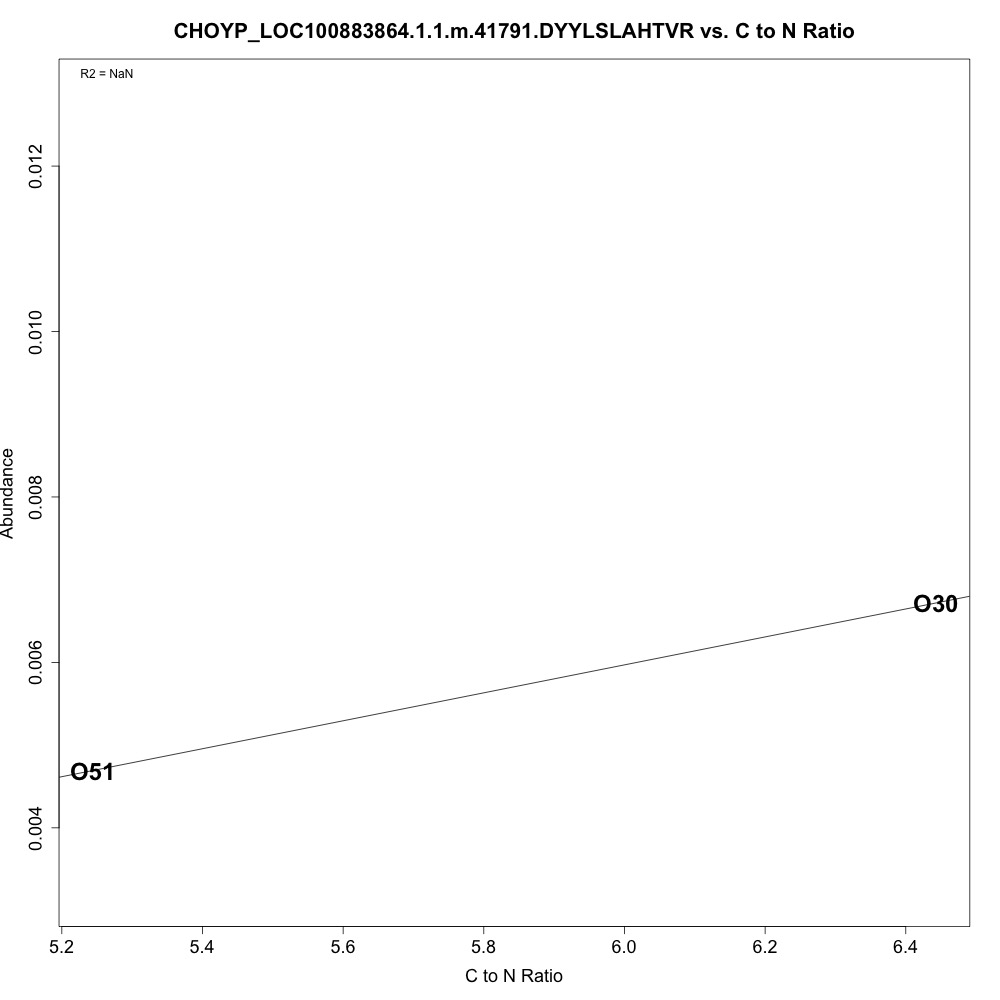 CHOYP_LOC100883864.1.1.m.41791.DYYLSLAHTVR vs. C to N Ratio
R2 = NaN
0.012
0.010
0.008
0.006
0.004
Abundance
O30
O51
5.2 5.4 5.6 5.8 6.0 6.2 6.4
C to N Ratio